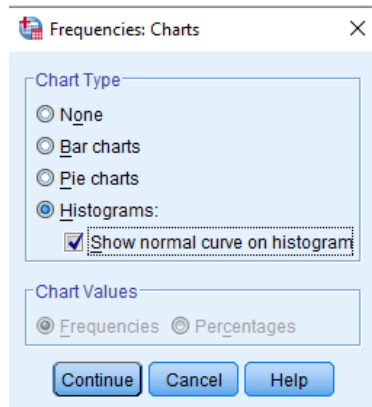 Frequencies: Charts
Chart Type
None
Bar charts
Pie charts
Histograms:
Show normal curve on histogram
Chart Values
Frequencies Percentages
Continue Cancel Help